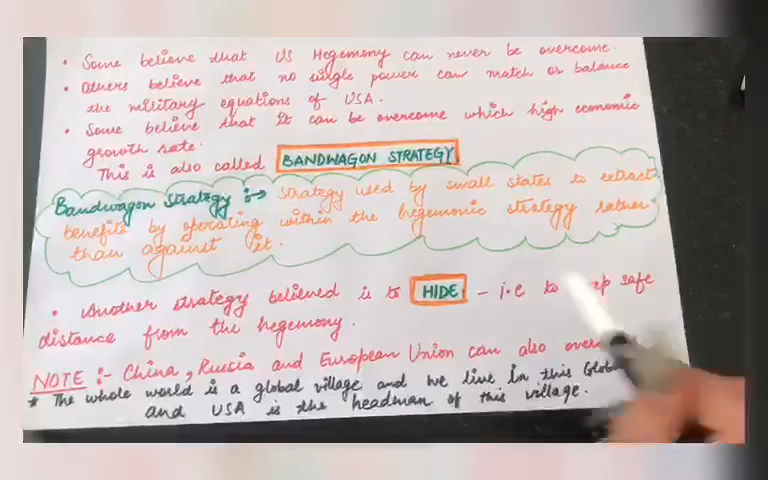 • Some believe that US Hegemony can never be overcome.
• Others believe that no single power can match or balance
the military equations of USA.
• Some believe that it can be overcome which high economic
growth rate.
This is also called BANDWAGON STRATEGY
Bandwagon Strategy :→ Strategy used by small states to extract
benefits by operating within the hegemonic strategy rather
than against it.
• Another strategy believed is to HIDE – i.e to safe
distance from the hegemony.
NOTE :- China, Russia and European Union can also
* The whole world is a global village and we live in this
and USA is the headman of this village.